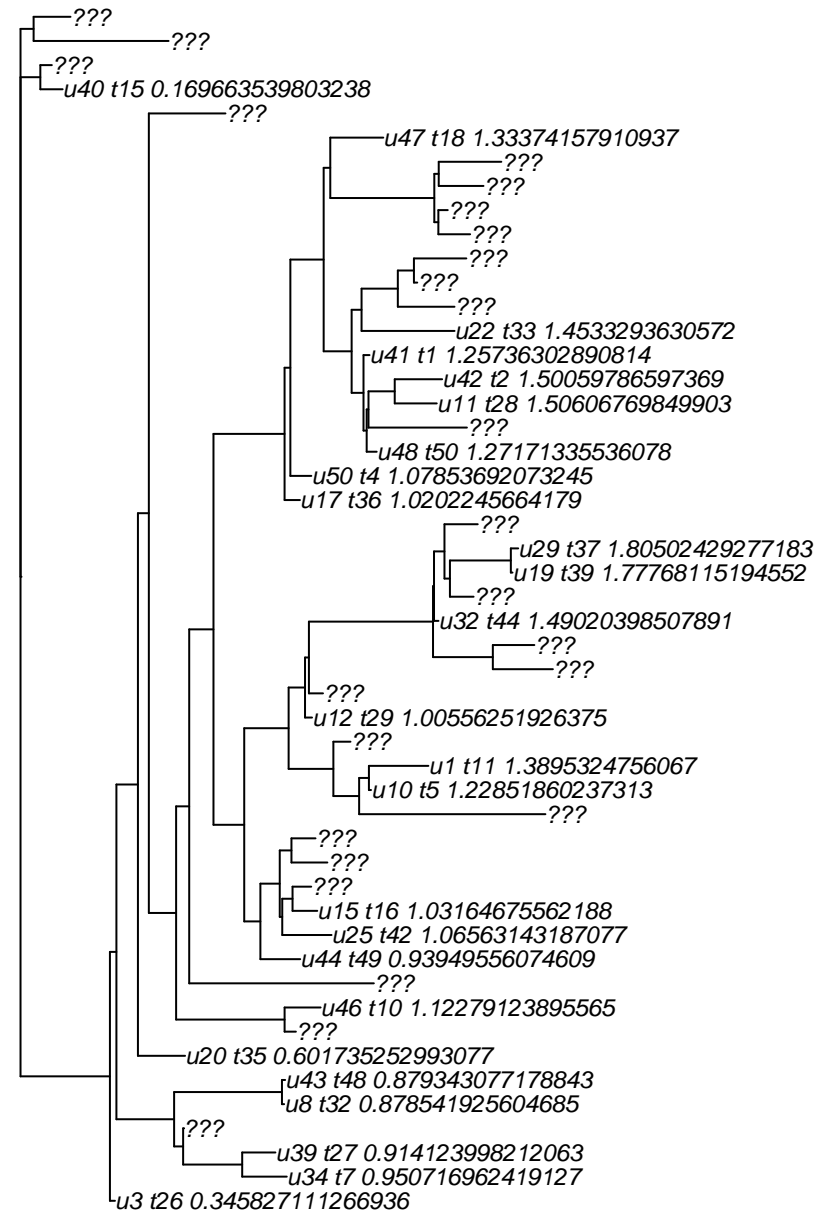 ???
???
???
u40 t15 0.169663539803238
???
u47 t18 1.33374157910937
???
???
???
???
???
???
???
u22 t33 1.4533293630572
u41 t1 1.25736302890814
u42 t2 1.50059786597369
u11 t28 1.50606769849903
???
u48 t50 1.27171335536078
u50 t4 1.07853692073245
u17 t36 1.0202245664179
???
u29 t37 1.80502429277183
u19 t39 1.77768115194552
???
u32 t44 1.49020398507891
???
???
???
u12 t29 1.00556251926375
???
u1 t11 1.3895324756067
u10 t5 1.22851860237313
???
???
???
???
u15 t16 1.03164675562188
u25 t42 1.06563143187077
u44 t49 0.93949556074609
???
u46 t10 1.12279123895565
???
u20 t35 0.601735252993077
u43 t48 0.879343077178843
u8 t32 0.878541925604685
???
u39 t27 0.914123998212063
u34 t7 0.950716962419127
u3 t26 0.345827111266936